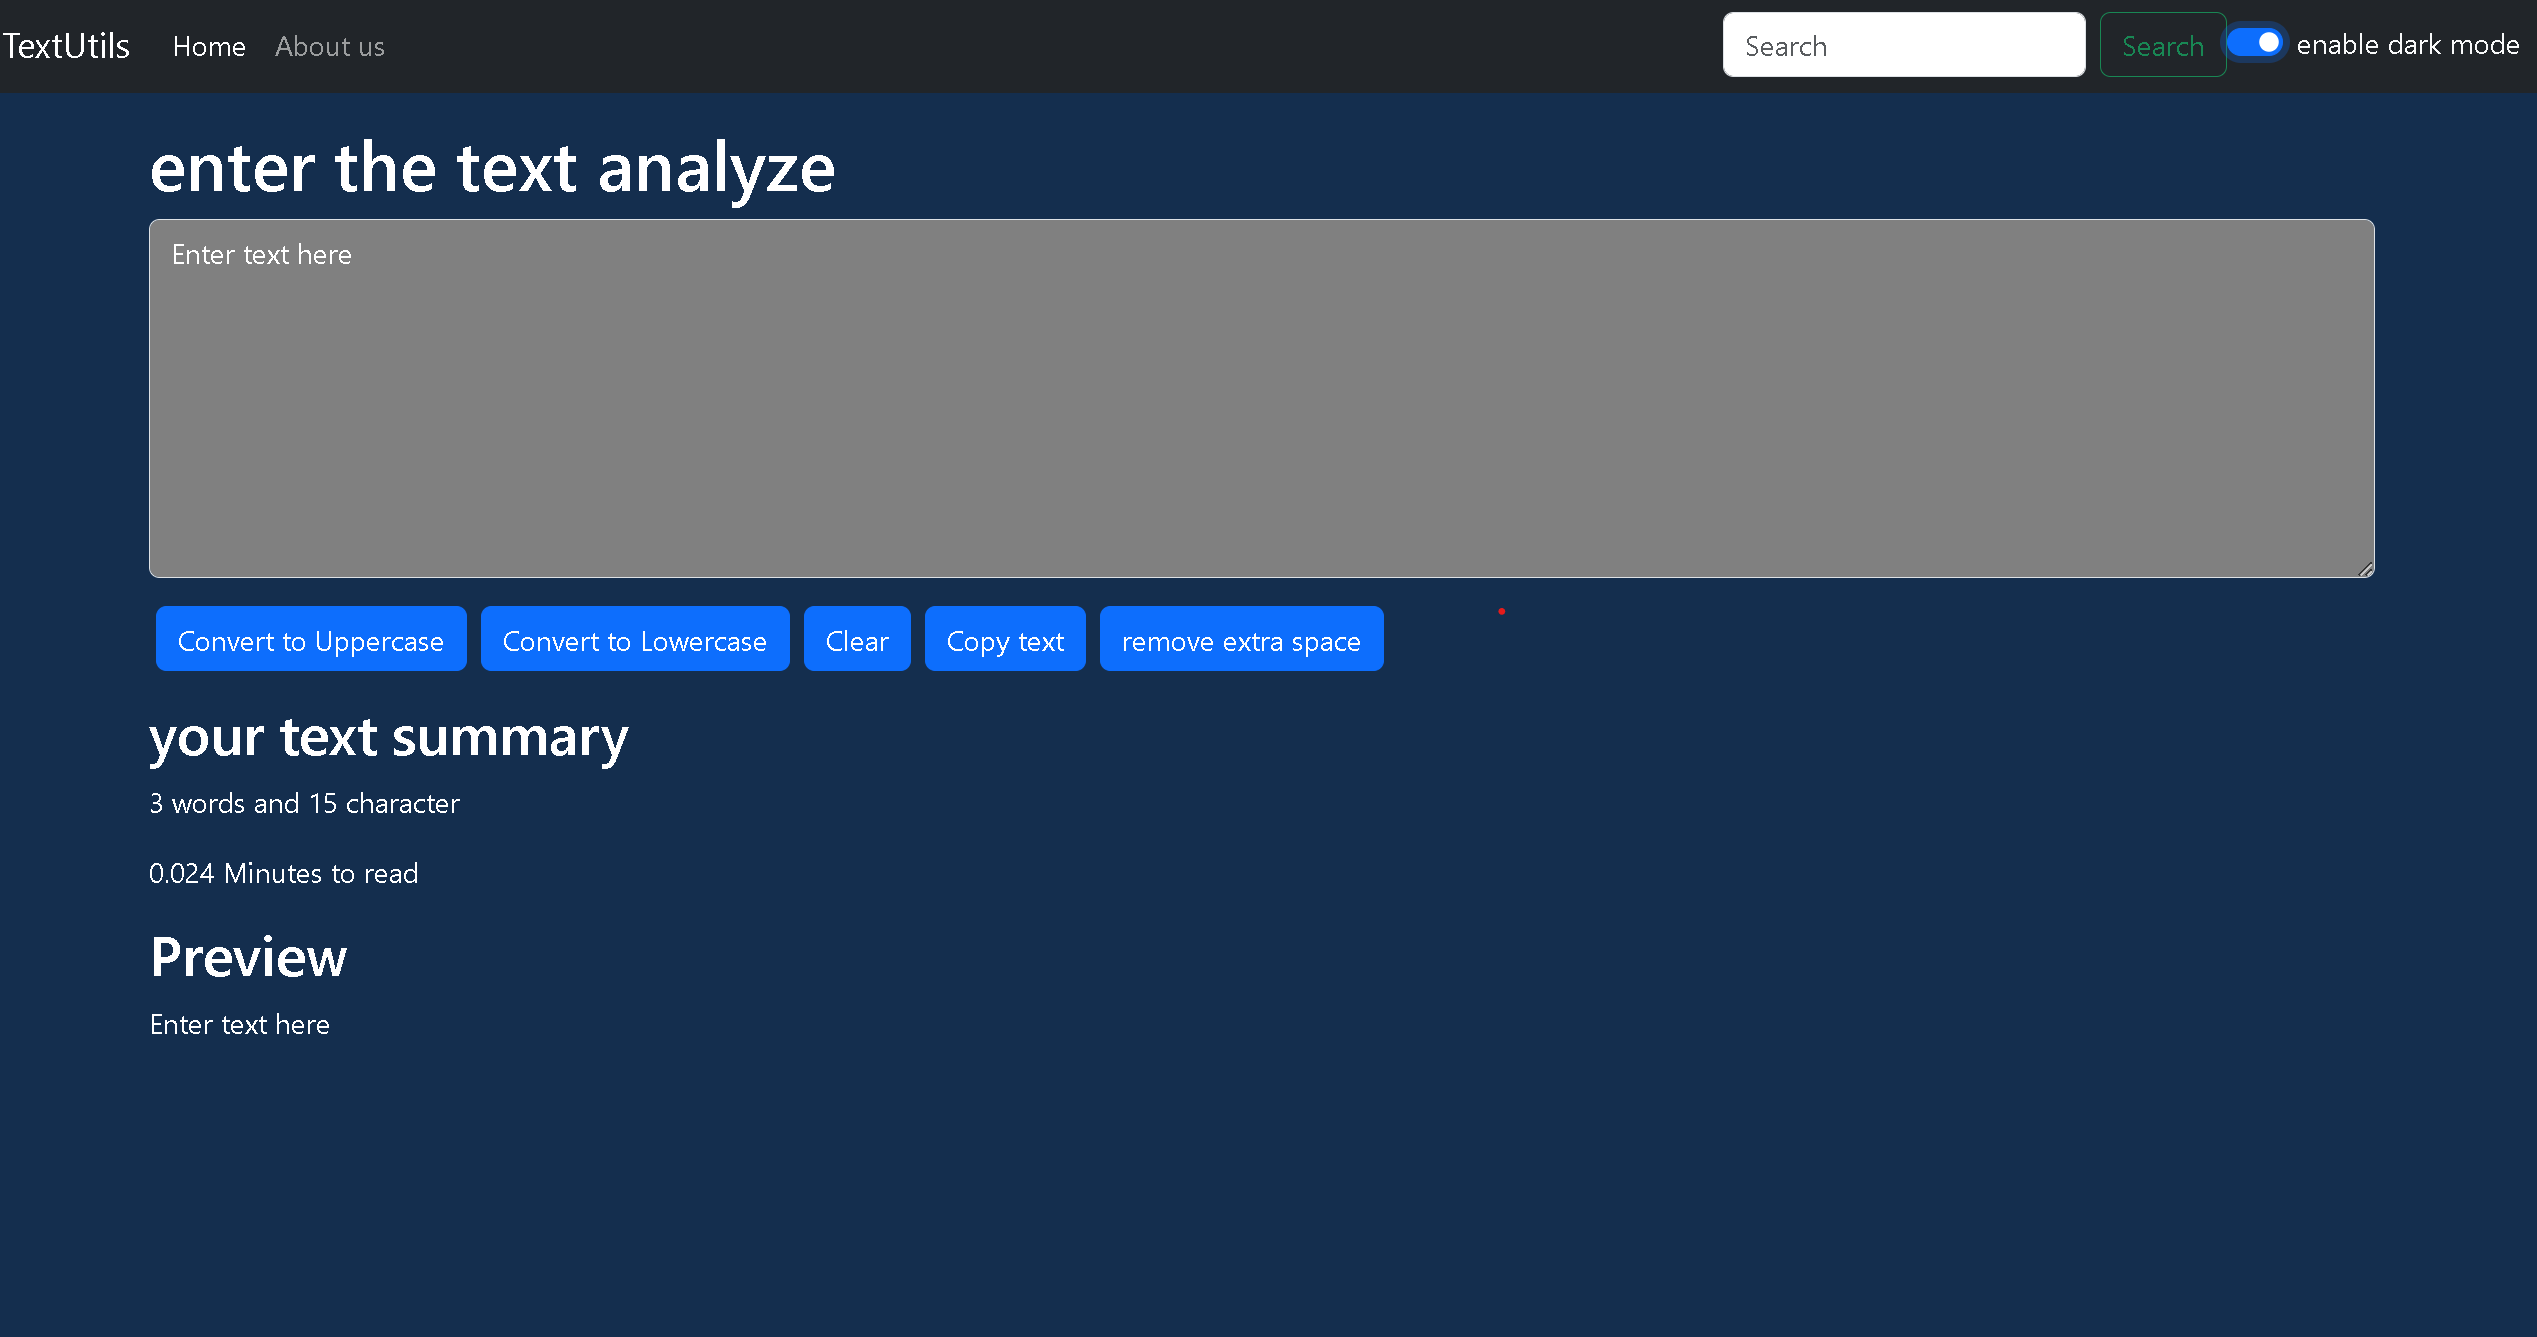 TextUtils Home About us Search Search enable dark mode
enter the text analyze
Enter text here
Convert to Uppercase Convert to Lowercase Clear Copy text remove extra space
your text summary
3 words and 15 character
0.024 Minutes to read
Preview
Enter text here